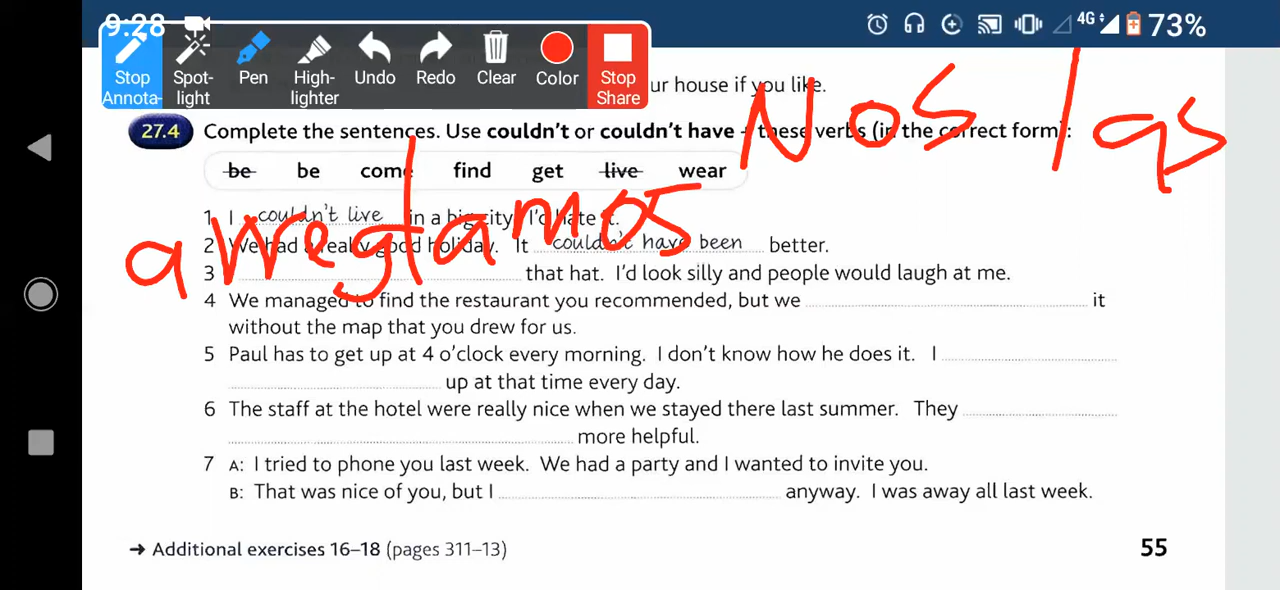 9:28 4G 73%
Stop Annota- Spot-light Pen High-lighter Undo Redo Clear Color Stop Share
ur house if you like.
Nos las
arreglamos
27.4 Complete the sentences. Use couldn't or couldn't have + these verbs (in the correct form):
be be come find get live wear
1 I couldn't live in a big city. I'd hate it.
2 We had a really good holiday. It couldn't have been better.
3 that hat. I'd look silly and people would laugh at me.
4 We managed to find the restaurant you recommended, but we it
without the map that you drew for us.
5 Paul has to get up at 4 o'clock every morning. I don't know how he does it. I
up at that time every day.
6 The staff at the hotel were really nice when we stayed there last summer. They
more helpful.
7 A: I tried to phone you last week. We had a party and I wanted to invite you.
B: That was nice of you, but I anyway. I was away all last week.
→ Additional exercises 16–18 (pages 311–13)
55